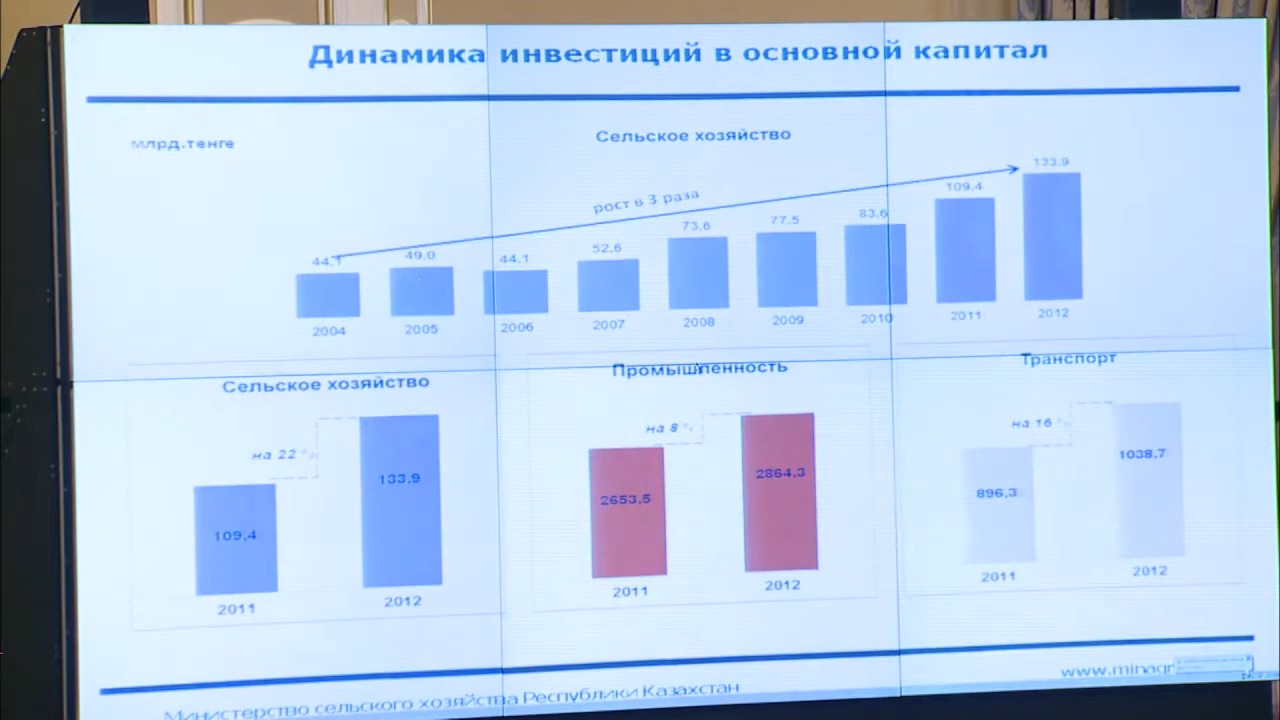 Динамика инвестиций в основной капитал
млрд.тенге
Сельское хозяйство
рост в 3 раза
44,1 49,0 44,1 52,6 73,6 77,5 83,6 109,4 133,9
2004 2005 2006 2007 2008 2009 2010 2011 2012
Сельское хозяйство
на 22 %
109,4 133,9
2011 2012
Промышленность
на 8 %
2653,5 2864,3
2011 2012
Транспорт
на 16 %
896,3 1038,7
2011 2012
www.minagr
Министерство сельского хозяйства Республики Казахстан